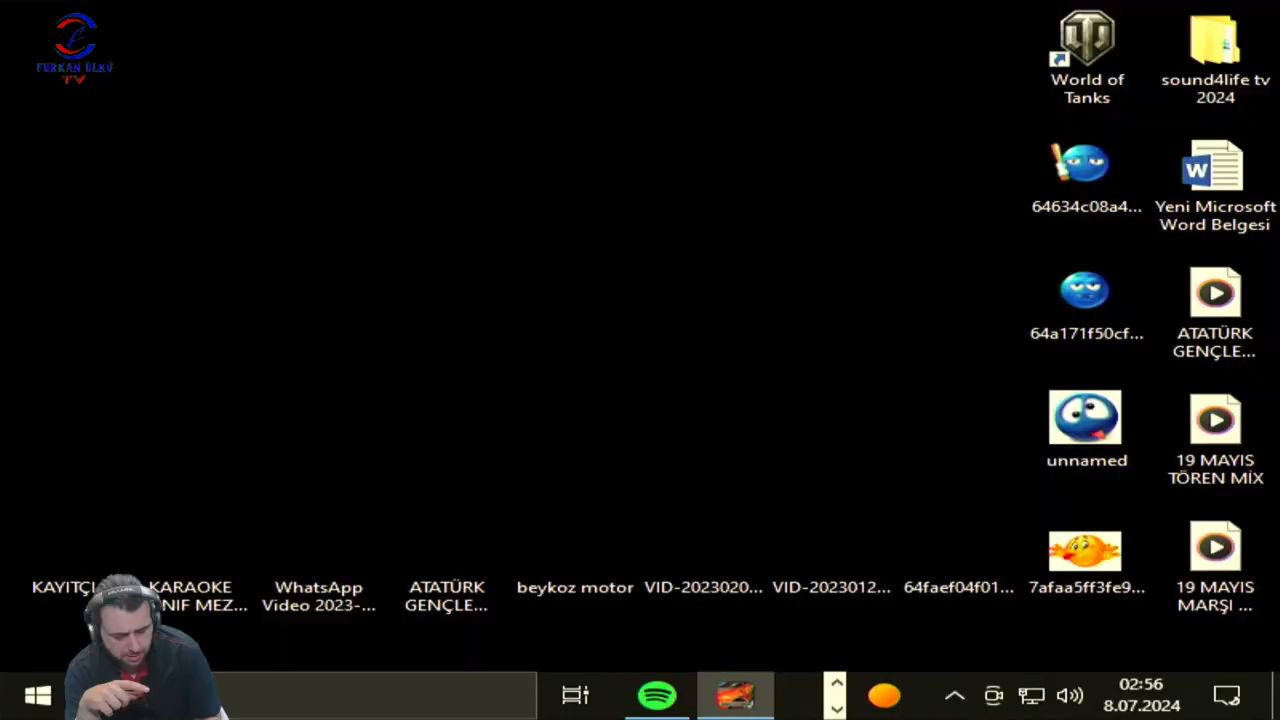 FURKAN ÜLKÜ
TV
World of
Tanks
sound4life tv
2024
64634c08a4...
Yeni Microsoft
Word Belgesi
64a171f50cf...
ATATÜRK
GENÇLE...
unnamed
19 MAYIS
TÖREN MİX
KARAOKE
MEZ...
WhatsApp
Video 2023-...
ATATÜRK
GENÇLE...
beykoz motor
VID-2023020...
VID-2023012...
64faef04f01...
7afaa5ff3fe9...
19 MAYIS
MARŞI ...
02:56
8.07.2024